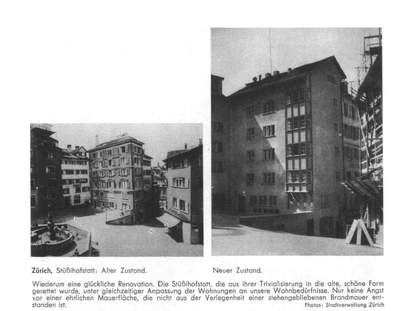 Zürich, Stüßihofstatt: Alter Zustand.
Neuer Zustand.
Wiederum eine glückliche Renovation. Die Stüßihofstatt, die aus ihrer Trivialisierung in die alte, schöne Form
gerettet wurde, unter gleichzeitiger Anpassung der Wohnungen an unsere Wohnbedürfnisse. Nur keine Angst
vor einer ehrlichen Mauerfläche, die nicht aus der Verlegenheit einer stehengebliebenen Brandmauer ent-
standen ist.
Photos: Stadtverwaltung Zürich